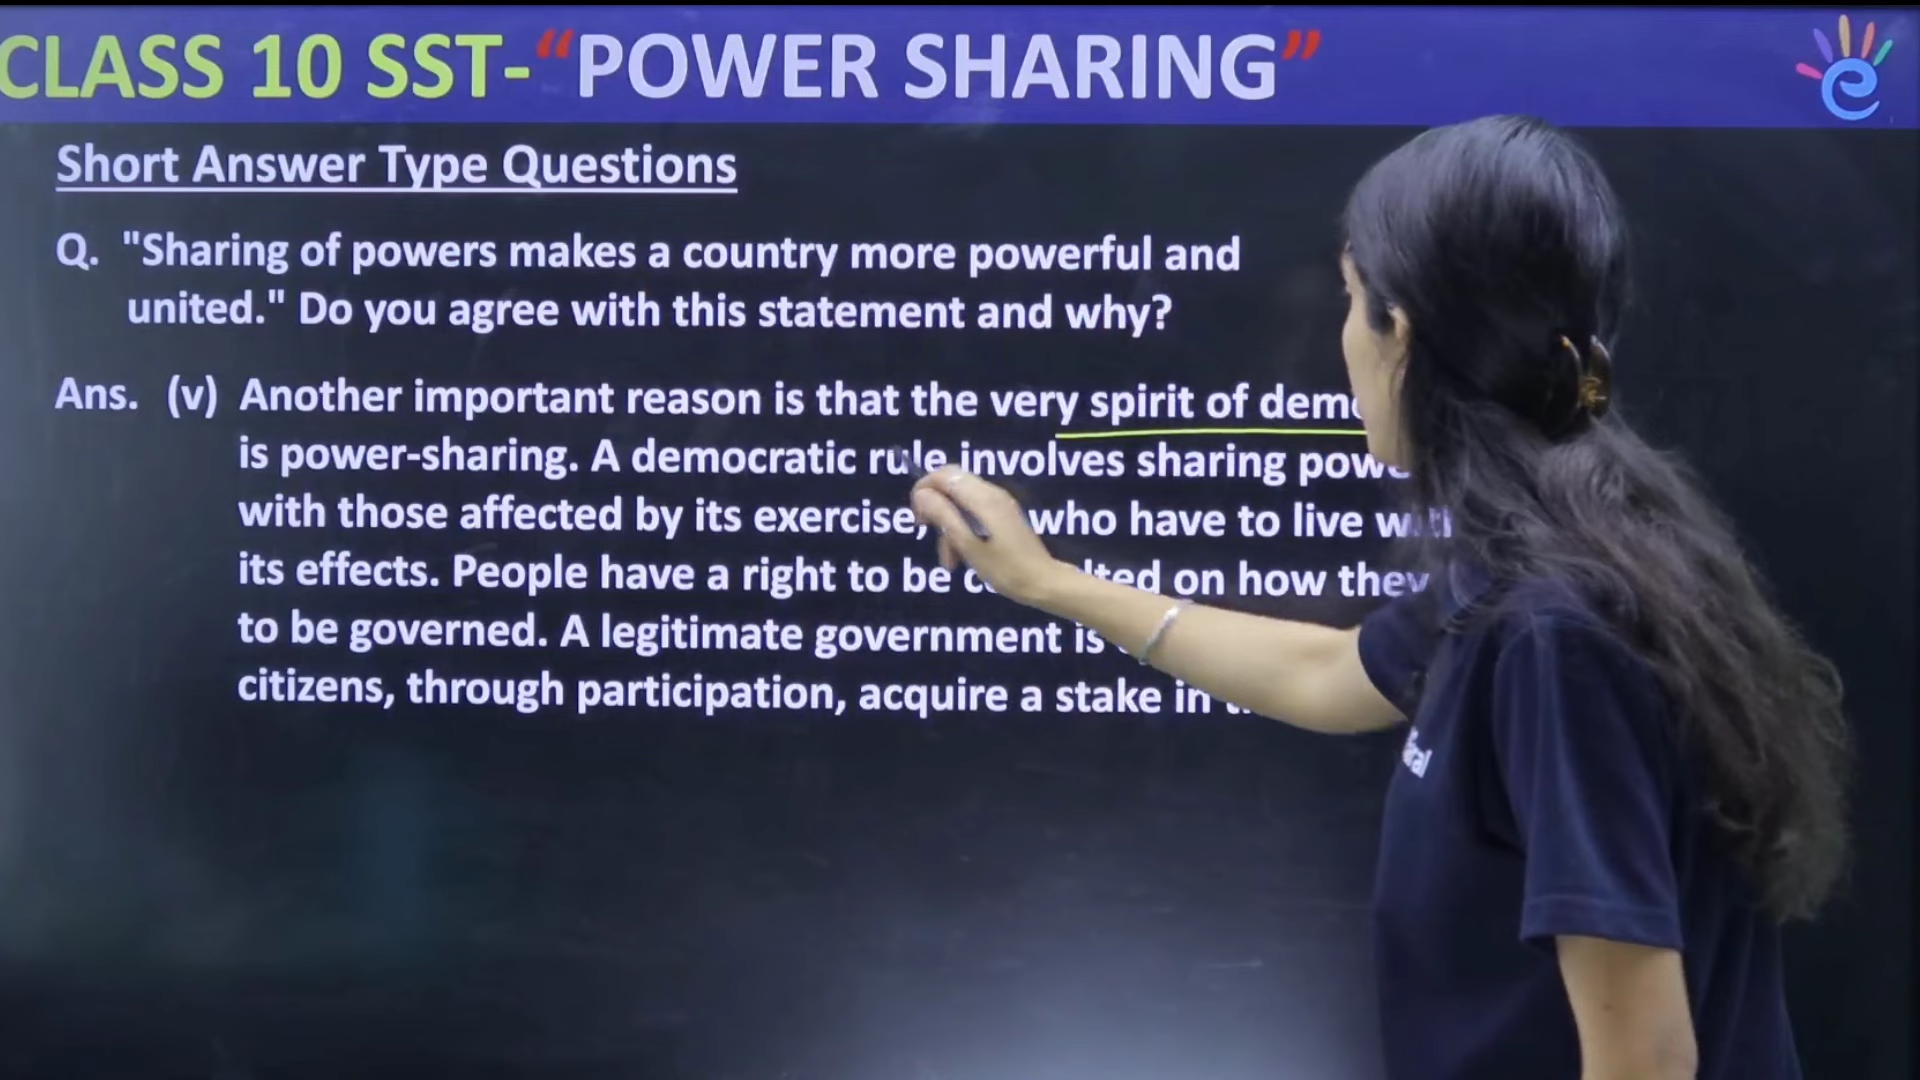 CLASS 10 SST-“POWER SHARING”
Short Answer Type Questions
Q. "Sharing of powers makes a country more powerful and
united." Do you agree with this statement and why?
Ans. (v) Another important reason is that the very spirit of
is power-sharing. A democratic rule involves sharing
with those affected by its exercise, who have to live
its effects. People have a right to be on how they
to be governed. A legitimate government is
citizens, through participation, acquire a stake in